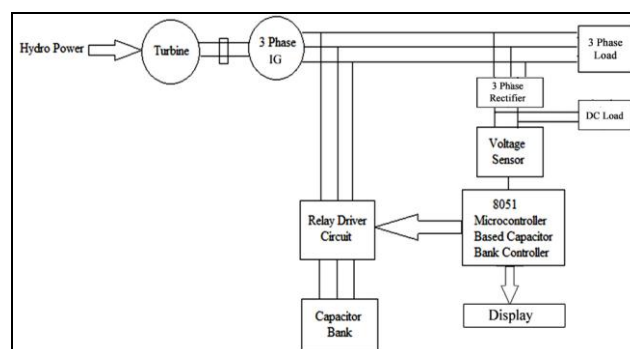 Hydro Power
Turbine
3 Phase
IG
3 Phase
Load
3 Phase
Rectifier
DC Load
Voltage
Sensor
8051
Microcontroller
Based Capacitor
Bank Controller
Relay Driver
Circuit
Capacitor
Bank
Display